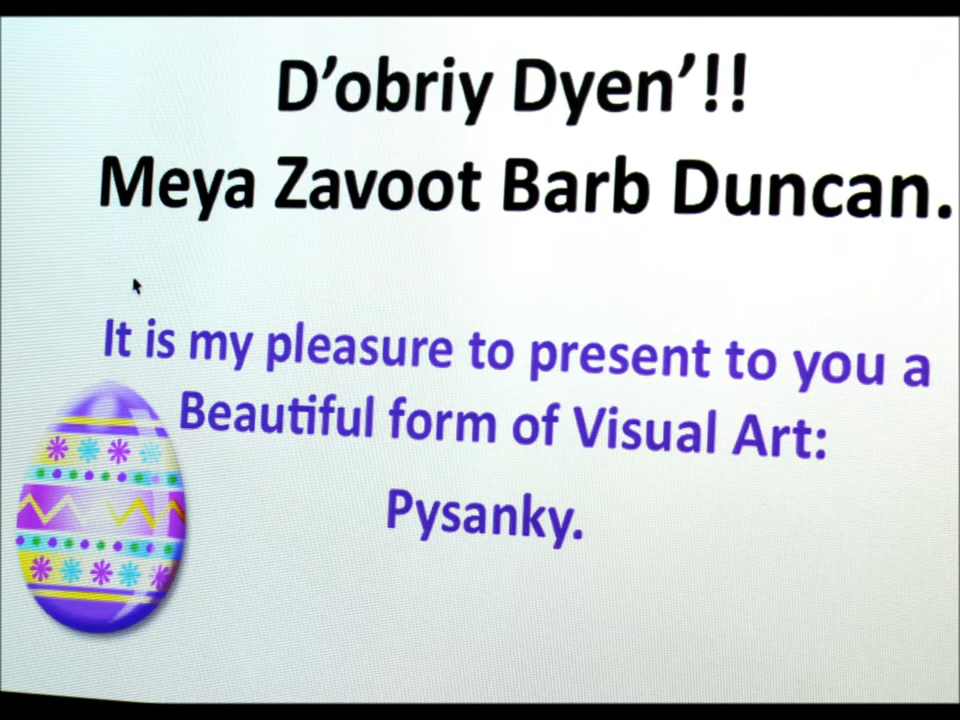 D’obriy Dyen’!!
Meya Zavoot Barb Duncan.
It is my pleasure to present to you a
Beautiful form of Visual Art:
Pysanky.